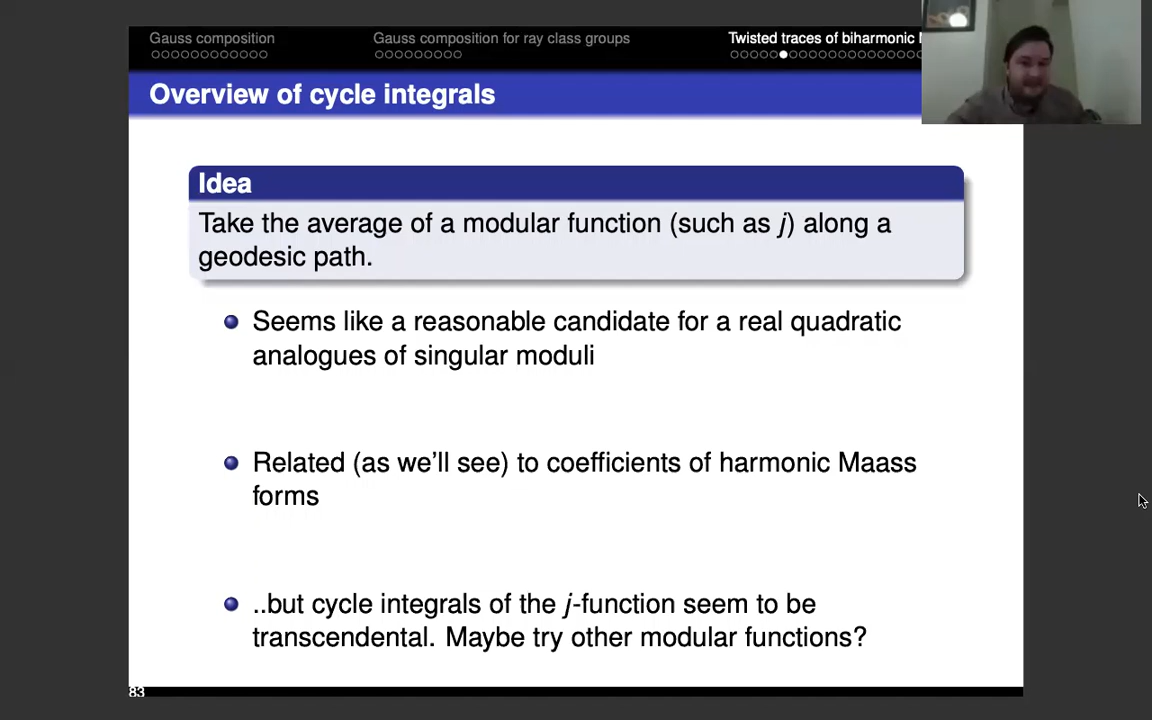 Gauss composition
Gauss composition for ray class groups
Twisted traces of biharmonic
Overview of cycle integrals
Idea
Take the average of a modular function (such as j) along a
geodesic path.
Seems like a reasonable candidate for a real quadratic
analogues of singular moduli
Related (as we'll see) to coefficients of harmonic Maass
forms
..but cycle integrals of the j-function seem to be
transcendental. Maybe try other modular functions?
83